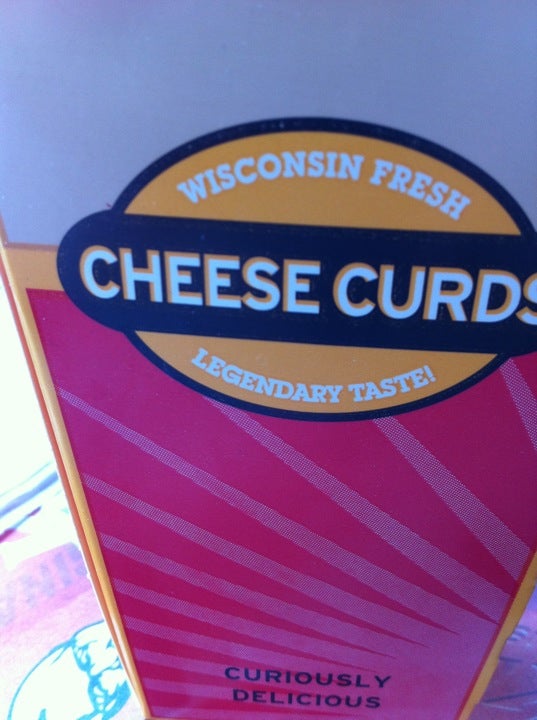 WISCONSIN FRESH
CHEESE CURDS
LEGENDARY TASTE!
CURIOUSLY
DELICIOUS